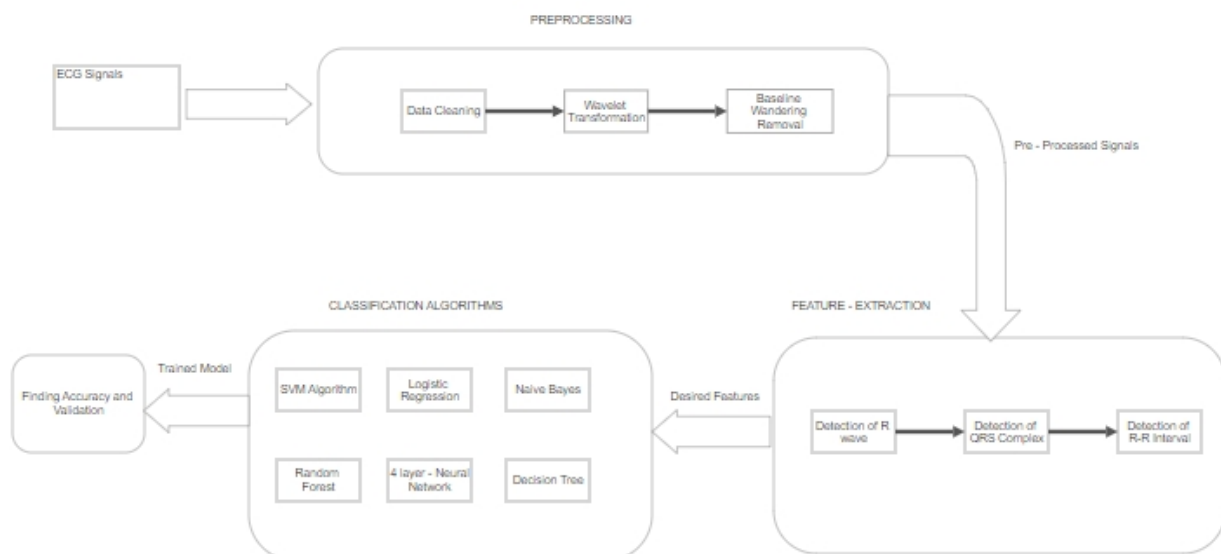 PREPROCESSING
ECG Signals
Data Cleaning
Wavelet
Transformation
Baseline
Wandering
Removal
Pre - Processed Signals
CLASSIFICATION ALGORITHMS
FEATURE - EXTRACTION
Finding Accuracy and
Validation
Trained Model
SVM Algorithm
Logistic
Regression
Naive Bayes
Random
Forest
4 layer - Neural
Network
Decision Tree
Desired Features
Detection of R
wave
Detection of
QRS Complex
Detection of
R-R Interval